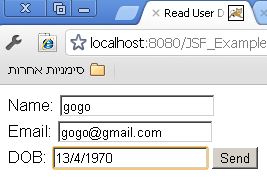 Read User D
localhost:8080/JSF_Example
סימניות אחרות
Name: gogo
Email: gogo@gmail.com
DOB: 13/4/1970 Send